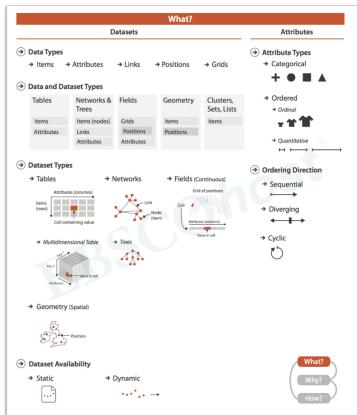 What?
Datasets
Attributes
Data Types
Items
Attributes
Links
Positions
Grids
Data and Dataset Types
Tables
Networks & Trees
Fields
Geometry
Clusters, Sets, Lists
Items
Items (nodes)
Grids
Items
Items
Attributes
Links
Positions
Positions
Attributes
Attributes
Dataset Types
Tables
Networks
Fields (Continuous)
Attributes (columns)
Items (rows)
Cell containing value
Link
Node (item)
Grid of positions
Cell
Attributes (columns)
Value in cell
Multidimensional Table
Trees
Key 2
Value in cell
Attributes
Geometry (Spatial)
Position
Dataset Availability
Static
Dynamic
Attribute Types
Categorical
Ordered
Ordinal
Quantitative
Ordering Direction
Sequential
Diverging
Cyclic
What?
Why?
How?
EBSCOhost